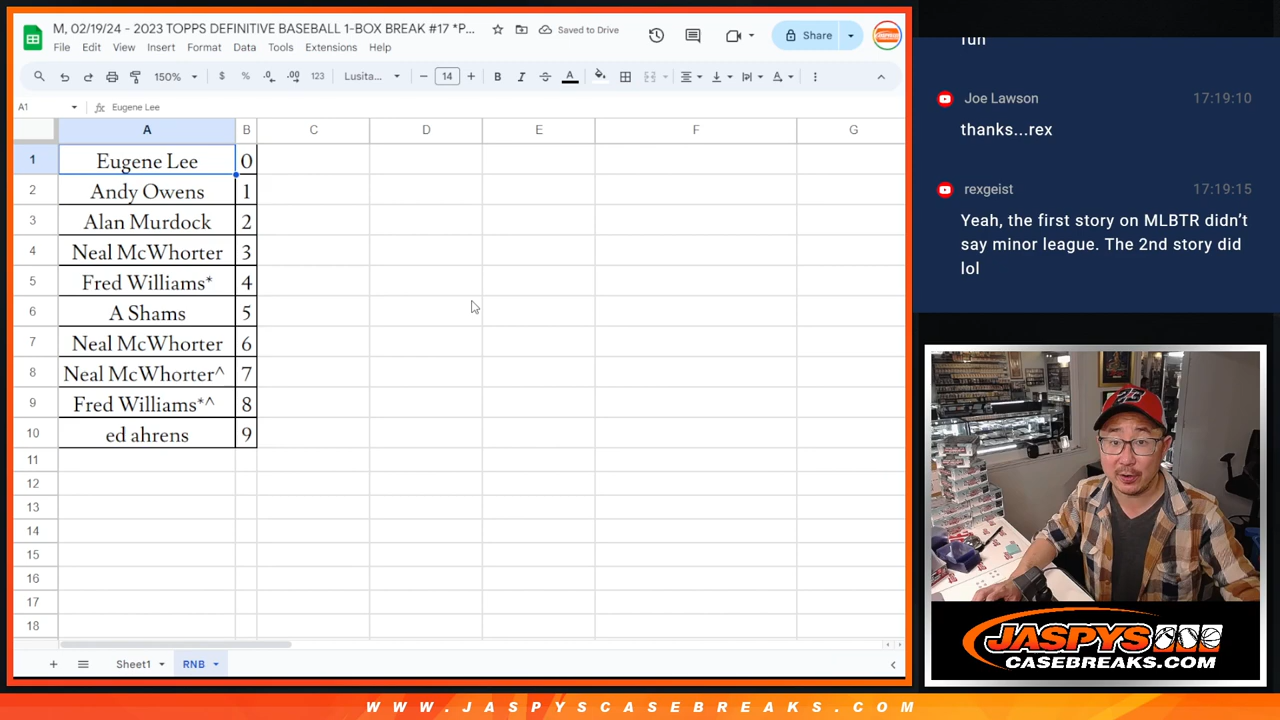 M, 02/19/24 - 2023 TOPPS DEFINITIVE BASEBALL 1-BOX BREAK #17 *P...
Saved to Drive
Share
File Edit View Insert Format Data Tools Extensions Help
150% $ % .0 .00 123 Lusita... 14 B I A A
A1 fx Eugene Lee
A B C D E F G
1 Eugene Lee 0
2 Andy Owens 1
3 Alan Murdock 2
4 Neal McWhorter 3
5 Fred Williams* 4
6 A Shams 5
7 Neal McWhorter 6
8 Neal McWhorter^ 7
9 Fred Williams*^ 8
10 ed ahrens 9
11
12
13
14
15
16
17
18
Sheet1 RNB
fun
Joe Lawson 17:19:10
thanks...rex
rexgeist 17:19:15
Yeah, the first story on MLBTR didn't
say minor league. The 2nd story did
lol
23
JASPYS
CASEBREAKS.COM
WWW.JASPYSCASEBREAKS.COM